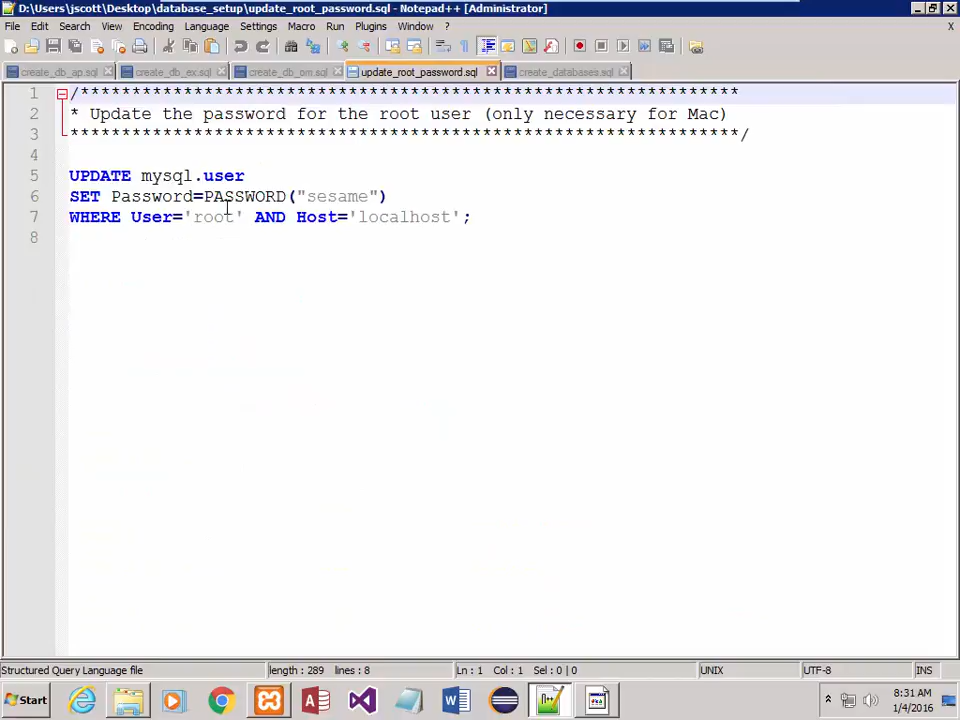 D:\Users\jscott\Desktop\database_setup\update_root_password.sql - Notepad++ [Administrator]
File Edit Search View Encoding Language Settings Macro Run Plugins Window ? X
create_db_ap.sql create_db_ex.sql create_db_om.sql update_root_password.sql create_databases.sql
1 /****************************************************************
2 * Update the password for the root user (only necessary for Mac)
3 *****************************************************************/
4
5 UPDATE mysql.user
6 SET Password=PASSWORD("sesame")
7 WHERE User='root' AND Host='localhost';
8
Structured Query Language file length : 289 lines : 8 Ln : 1 Col : 1 Sel : 0 | 0 UNIX UTF-8 INS
Start 8:31 AM
1/4/2016